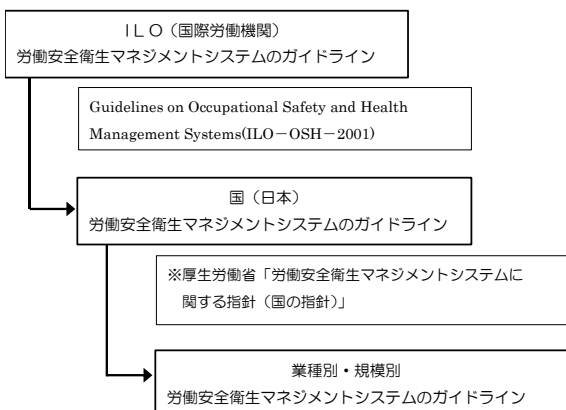 ＩＬＯ（国際労働機関）
労働安全衛生マネジメントシステムのガイドライン
Guidelines on Occupational Safety and Health
Management Systems(ILO－OSH－2001)
国（日本）
労働安全衛生マネジメントシステムのガイドライン
※厚生労働省「労働安全衛生マネジメントシステムに
関する指針（国の指針）」
業種別・規模別
労働安全衛生マネジメントシステムのガイドライン